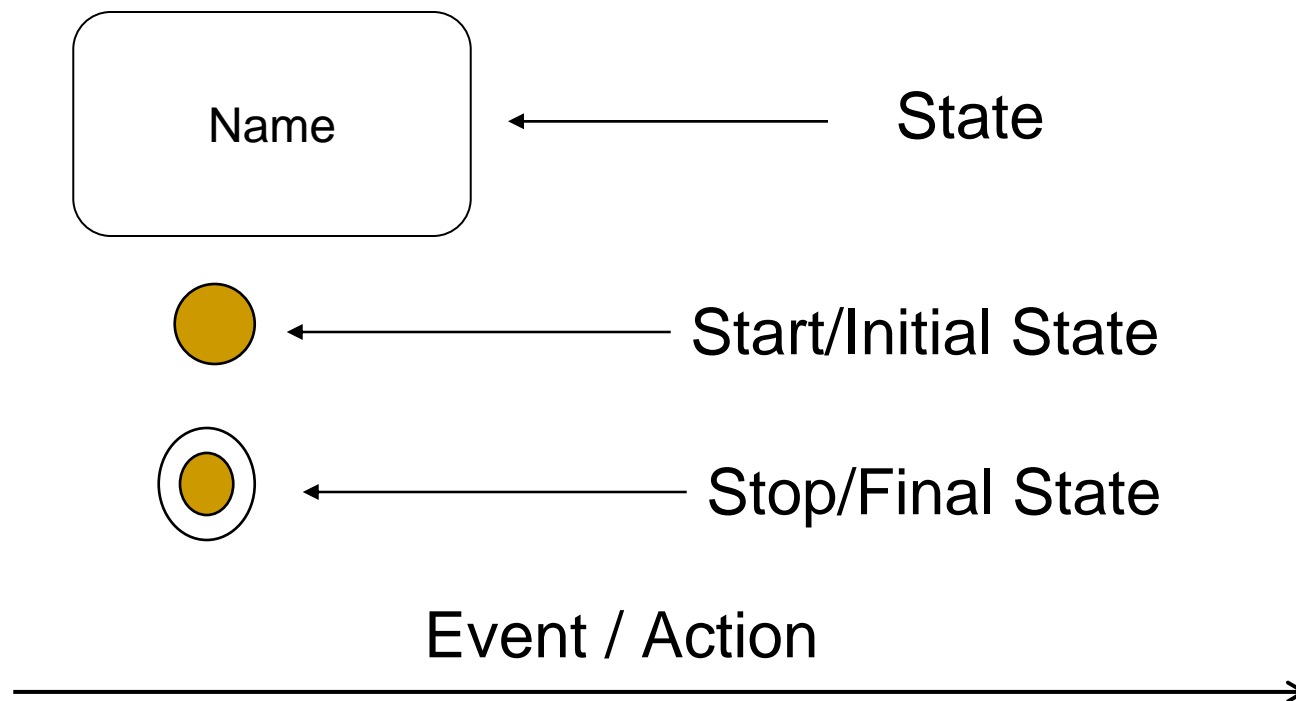 Name
State
Start/Initial State
Stop/Final State
Event / Action